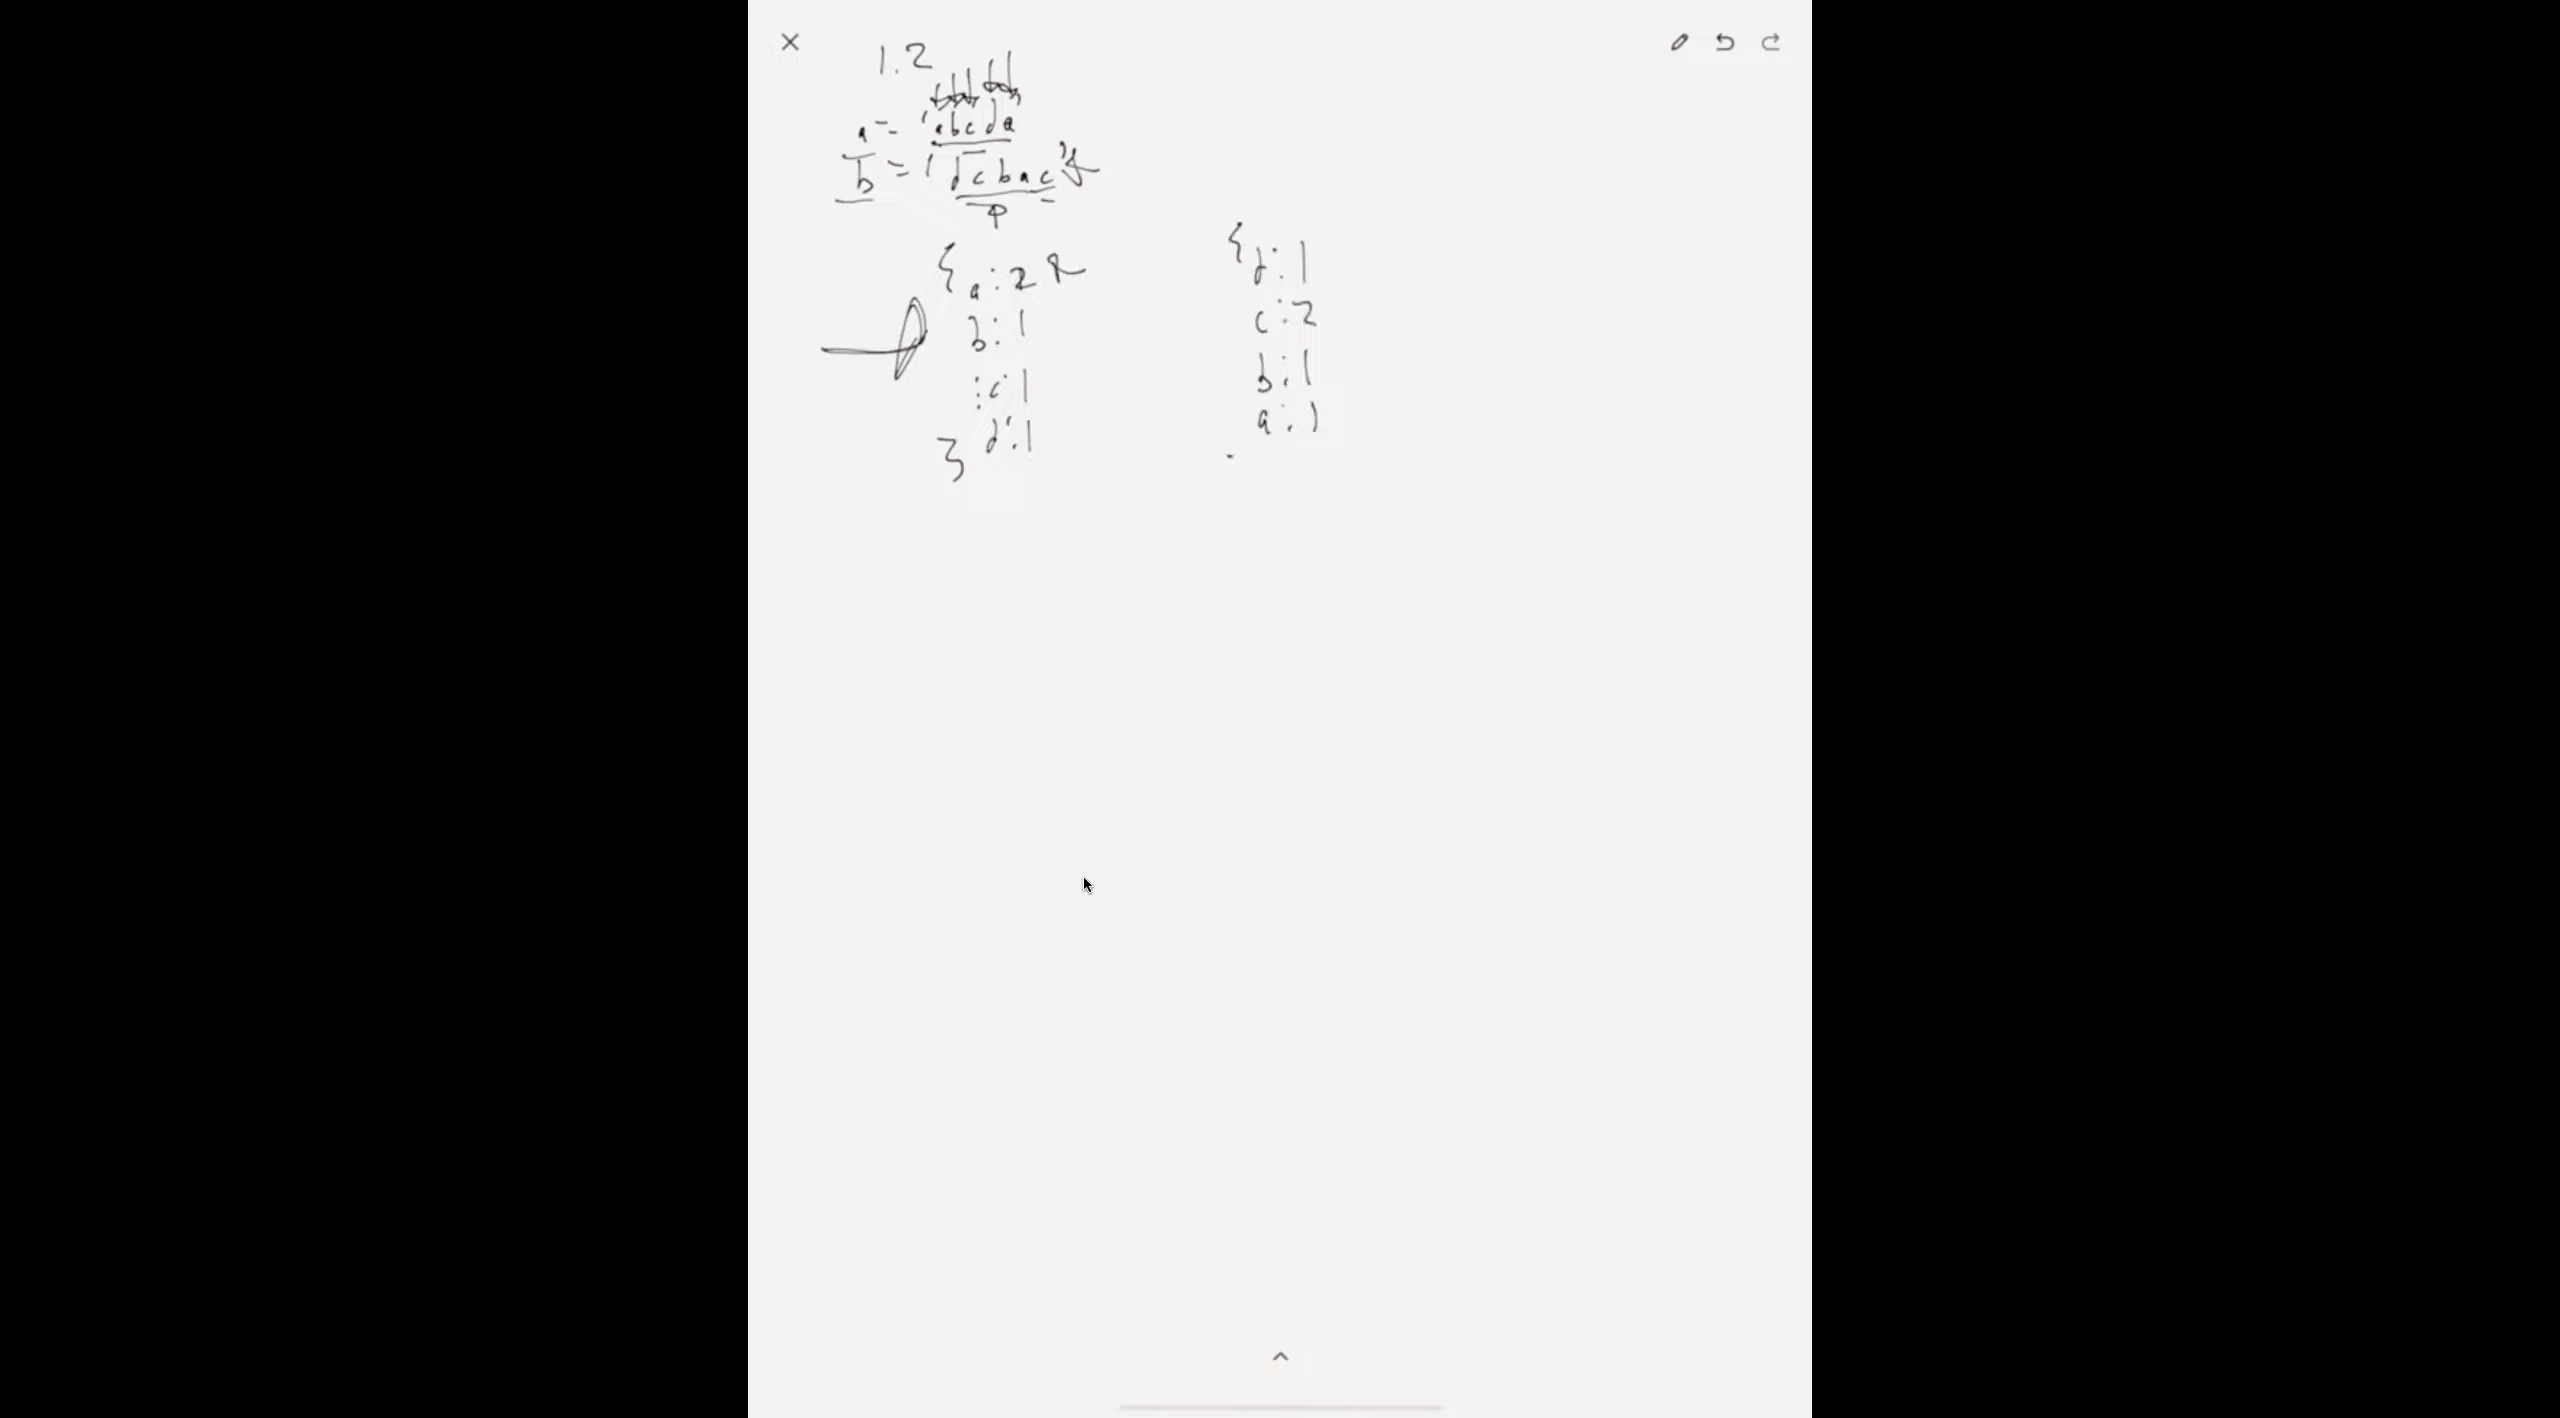 1.2
a = 'abcda
b = 'dcbac'
{ a:2
b:1
:c:1
d:1
}
{ d:1
c:2
b:1
a:1